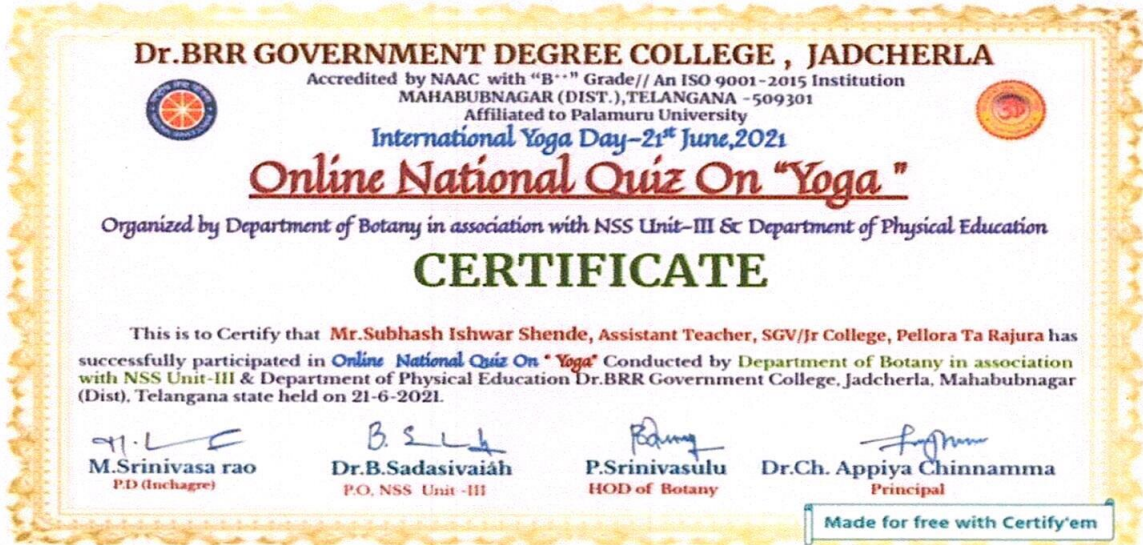 Dr.BRR GOVERNMENT DEGREE COLLEGE , JADCHERLA
Accredited by NAAC with “B++” Grade// An ISO 9001-2015 Institution
MAHABUBNAGAR (DIST.),TELANGANA -509301
Affiliated to Palamuru University
International Yoga Day-21st June,2021
Online National Quiz On "Yoga "
Organized by Department of Botany in association with NSS Unit-III & Department of Physical Education
CERTIFICATE
This is to Certify that Mr.Subhash Ishwar Shende, Assistant Teacher, SGV/Jr College, Pellora Ta Rajura has
successfully participated in Online National Quiz On " Yoga" Conducted by Department of Botany in association
with NSS Unit-III & Department of Physical Education Dr.BRR Government College, Jadcherla, Mahabubnagar
(Dist), Telangana state held on 21-6-2021.
M.Srinivasa rao Dr.B.Sadasivaiah P.Srinivasulu Dr.Ch. Appiya Chinnamma
P.D (Inchagre) P.O, NSS Unit -III HOD of Botany Principal
Made for free with Certify'em